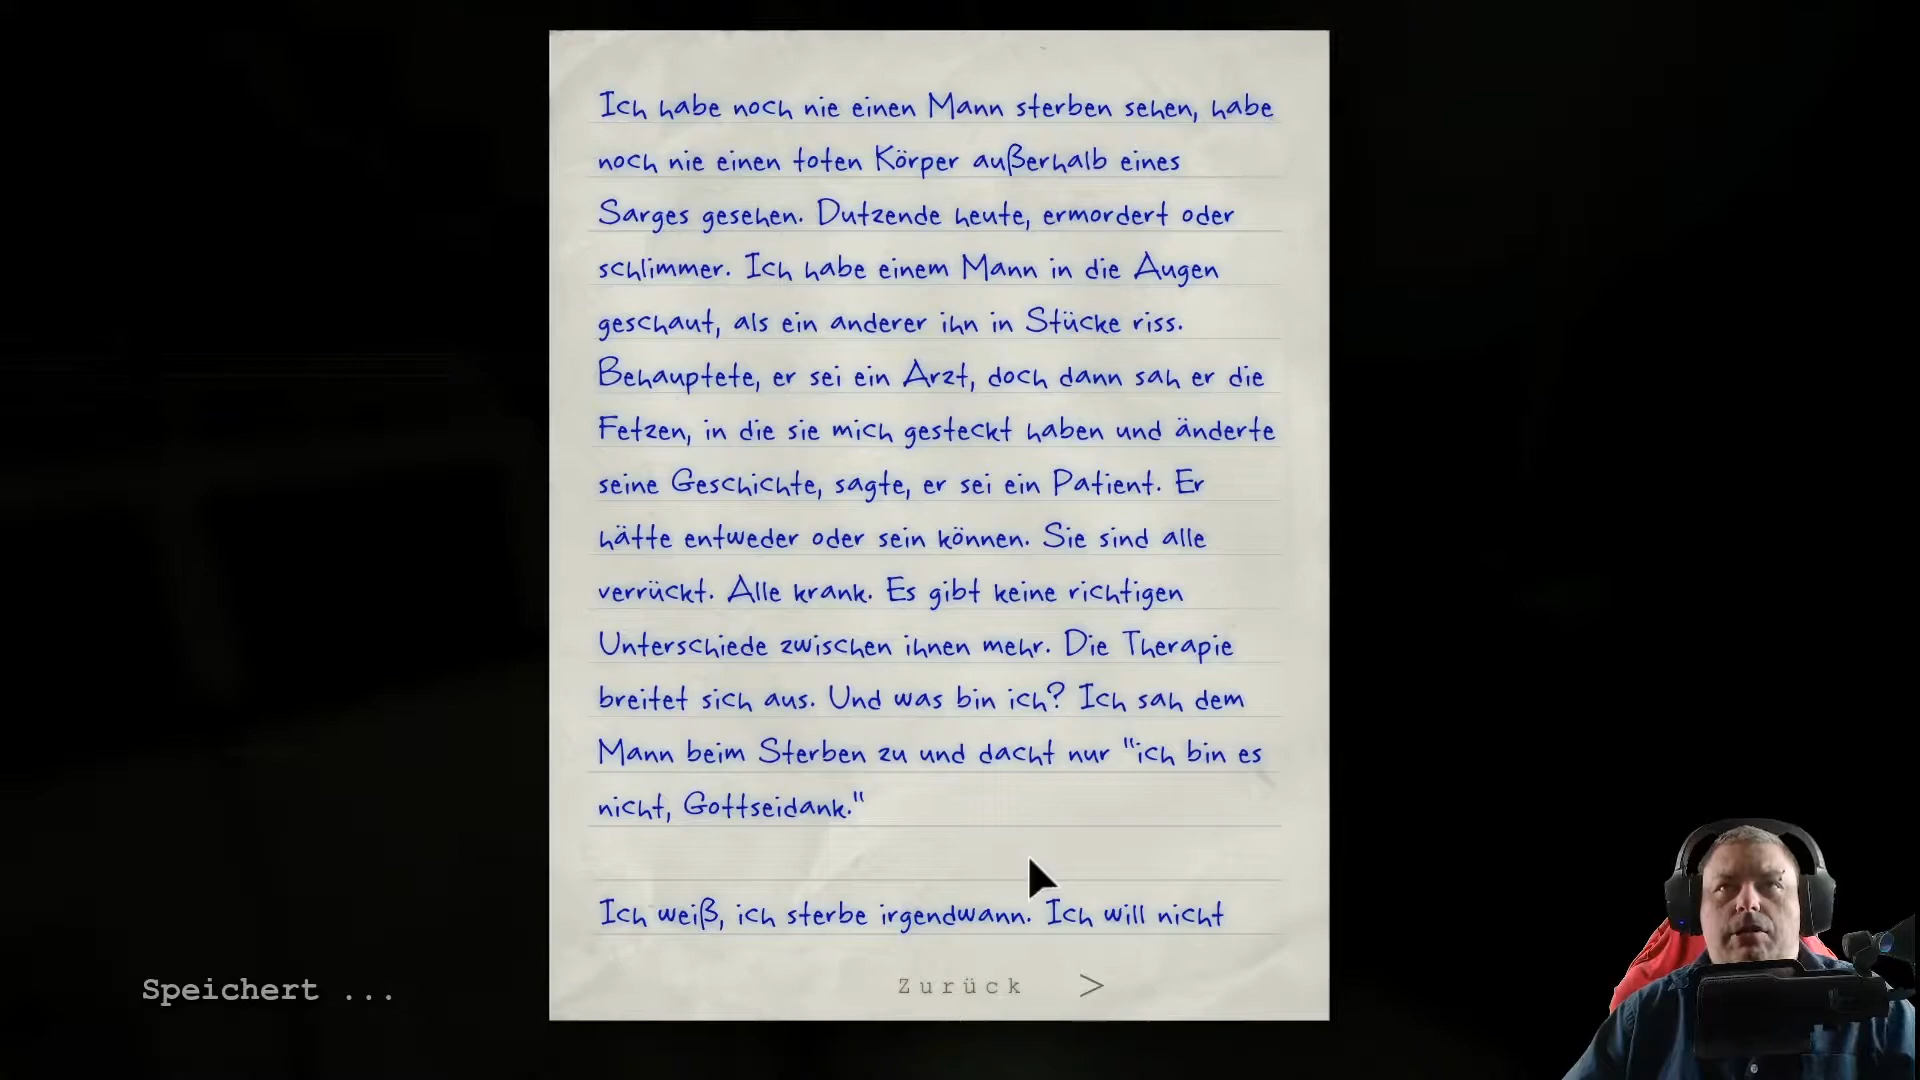 Ich habe noch nie einen Mann sterben sehen, habe
noch nie einen toten Körper außerhalb eines
Sarges gesehen. Dutzende heute, ermordert oder
schlimmer. Ich habe einem Mann in die Augen
geschaut, als ein anderer ihn in Stücke riss.
Behauptete, er sei ein Arzt, doch dann sah er die
Fetzen, in die sie mich gesteckt haben und änderte
seine Geschichte, sagte, er sei ein Patient. Er
hätte entweder oder sein können. Sie sind alle
verrückt. Alle krank. Es gibt keine richtigen
Unterschiede zwischen ihnen mehr. Die Therapie
breitet sich aus. Und was bin ich? Ich sah dem
Mann beim Sterben zu und dacht nur "ich bin es
nicht, Gottseidank."
Ich weiß, ich sterbe irgendwann. Ich will nicht
Zurück >
Speichert ...